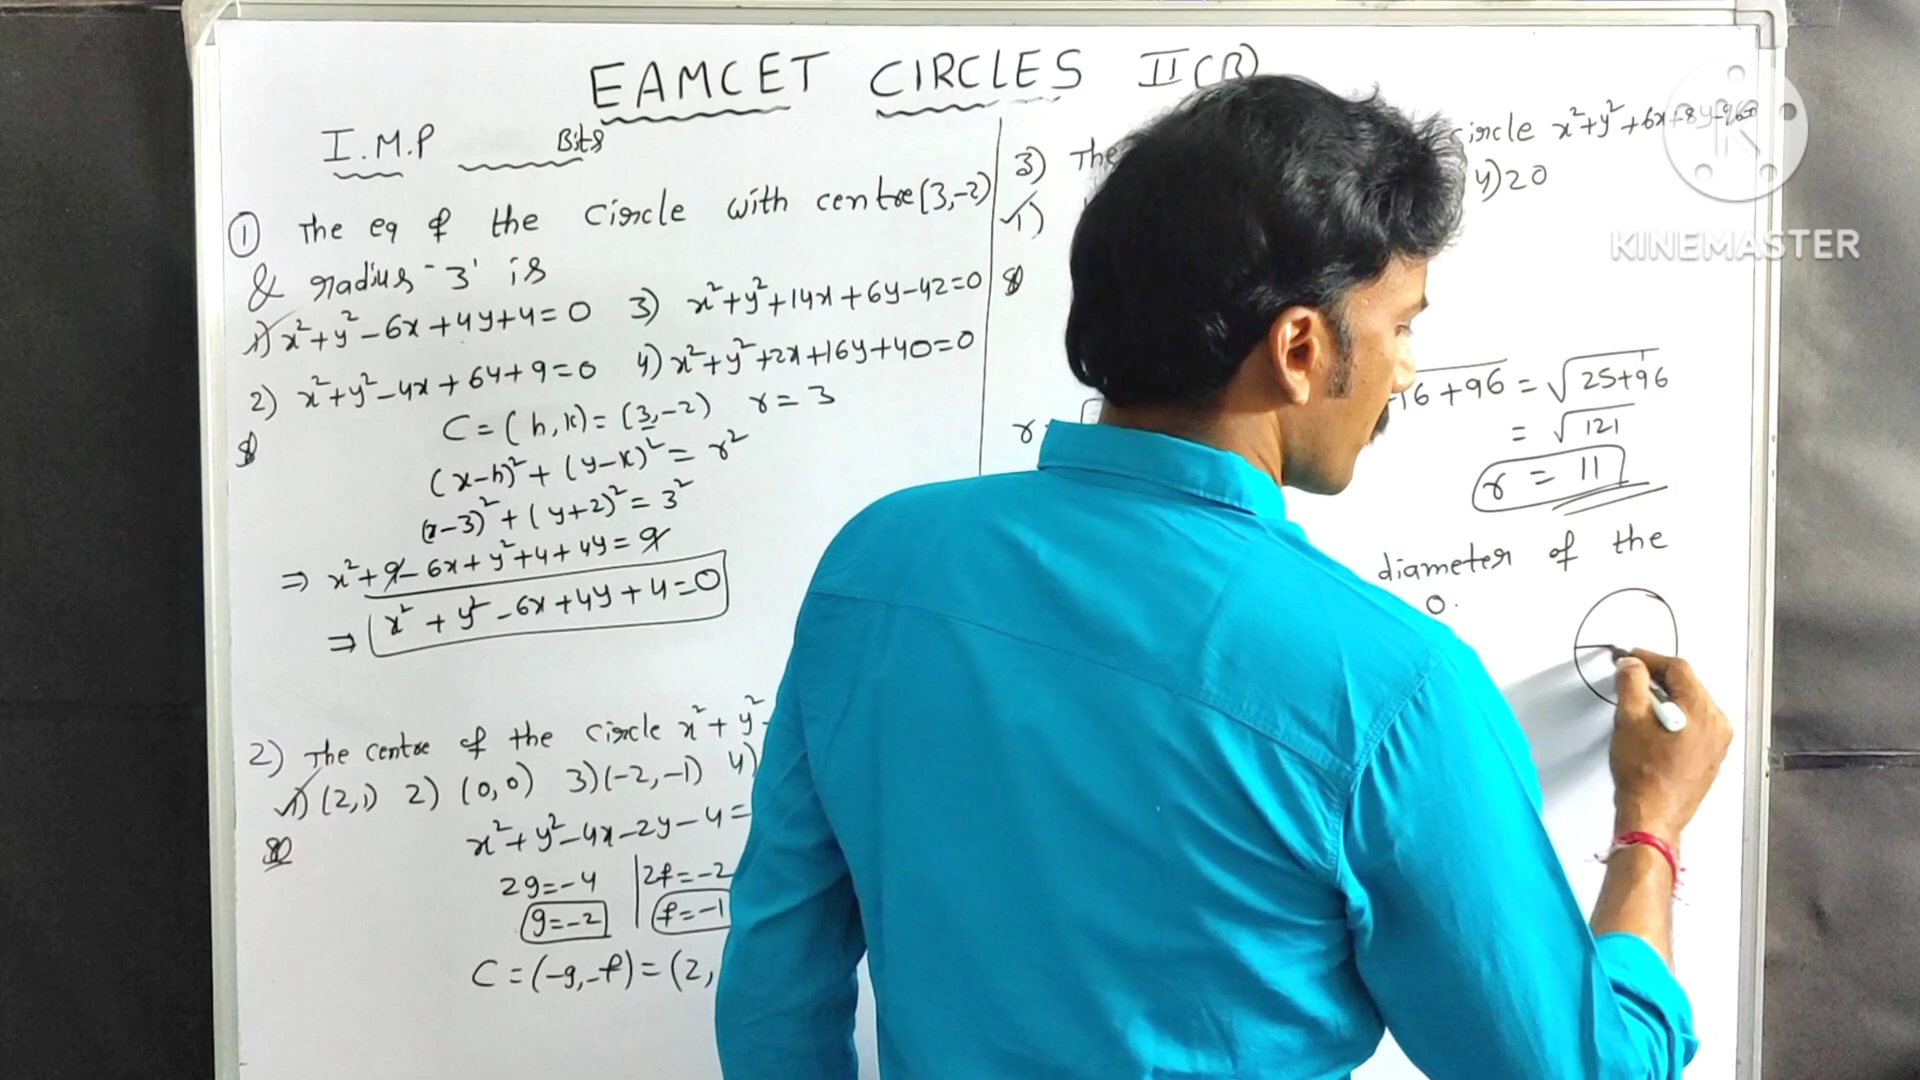 EAMCET CIRCLES II(B)
I.M.P Bits
① The eq of the circle with centre (3,-2)
& radius '3' is
1) x²+y²-6x+4y+4=0 3) x²+y²+14x+6y-42=0
2) x²+y²-4x+6y+9=0 4) x²+y²+2x+16y+40=0
C=(h,k)=(3,-2) r=3
(x-h)²+(y-k)²=r²
(x-3)²+(y+2)²=3²
⇒ x²+9-6x+y²+4+4y=9
⇒ x²+y²-6x+4y+4=0
2) The centre of the circle x²+y²
1) (2,1) 2) (0,0) 3) (-2,-1) 4)
x²+y²-4x-2y-4=
2g=-4 2f=-2
g=-2 f=-1
C=(-g,-f)=(2,
3) The circle x²+y²+6x+8y-96=0
1) 4) 20
r
16+96 = √25+96
= √121
r = 11
diameter of the
0.
KINEMASTER